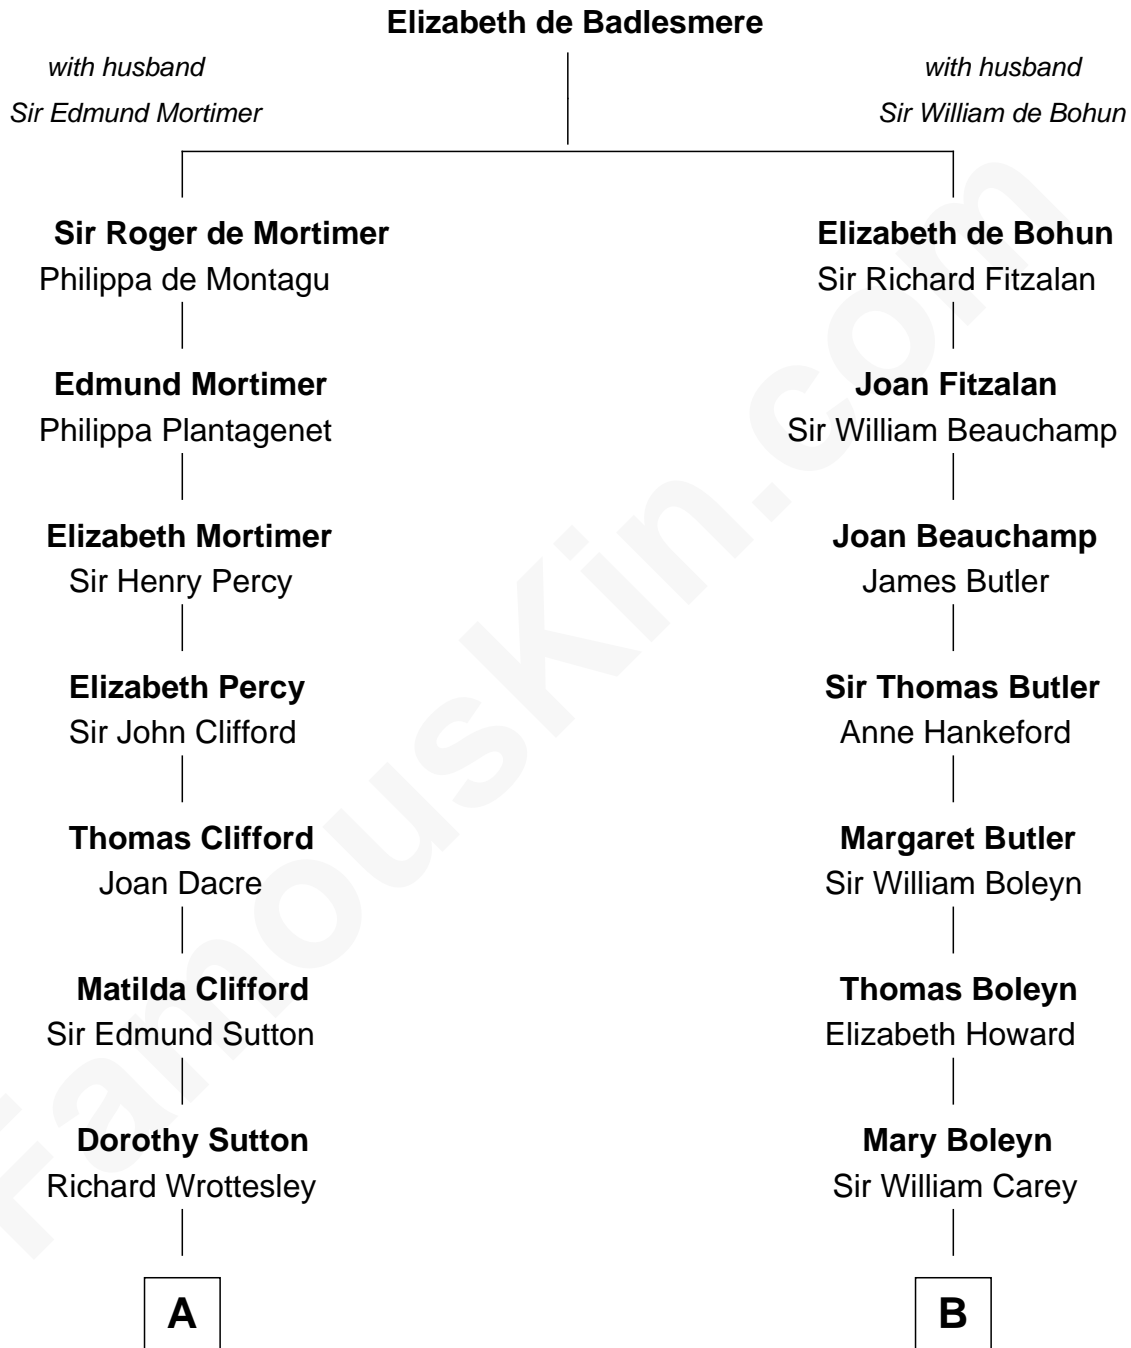 Elizabeth de Badlesmere
with husband
Sir Edmund Mortimer
with husband
Sir William de Bohun
Sir Roger de Mortimer
Philippa de Montagu
Elizabeth de Bohun
Sir Richard Fitzalan
Edmund Mortimer
Philippa Plantagenet
Joan Fitzalan
Sir William Beauchamp
Elizabeth Mortimer
Sir Henry Percy
Joan Beauchamp
James Butler
Elizabeth Percy
Sir John Clifford
Sir Thomas Butler
Anne Hankeford
Thomas Clifford
Joan Dacre
Margaret Butler
Sir William Boleyn
Matilda Clifford
Sir Edmund Sutton
Thomas Boleyn
Elizabeth Howard
Dorothy Sutton
Richard Wrottesley
Mary Boleyn
Sir William Carey
A
B
FamousKin.com